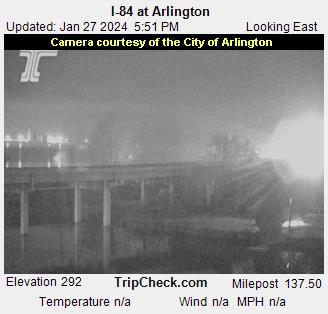 I-84 at Arlington
Updated: Jan 27 2024 5:51 PM Looking East
Camera courtesy of the City of Arlington
Elevation 292 TripCheck.com Milepost 137.50
Temperature n/a Wind n/a MPH n/a